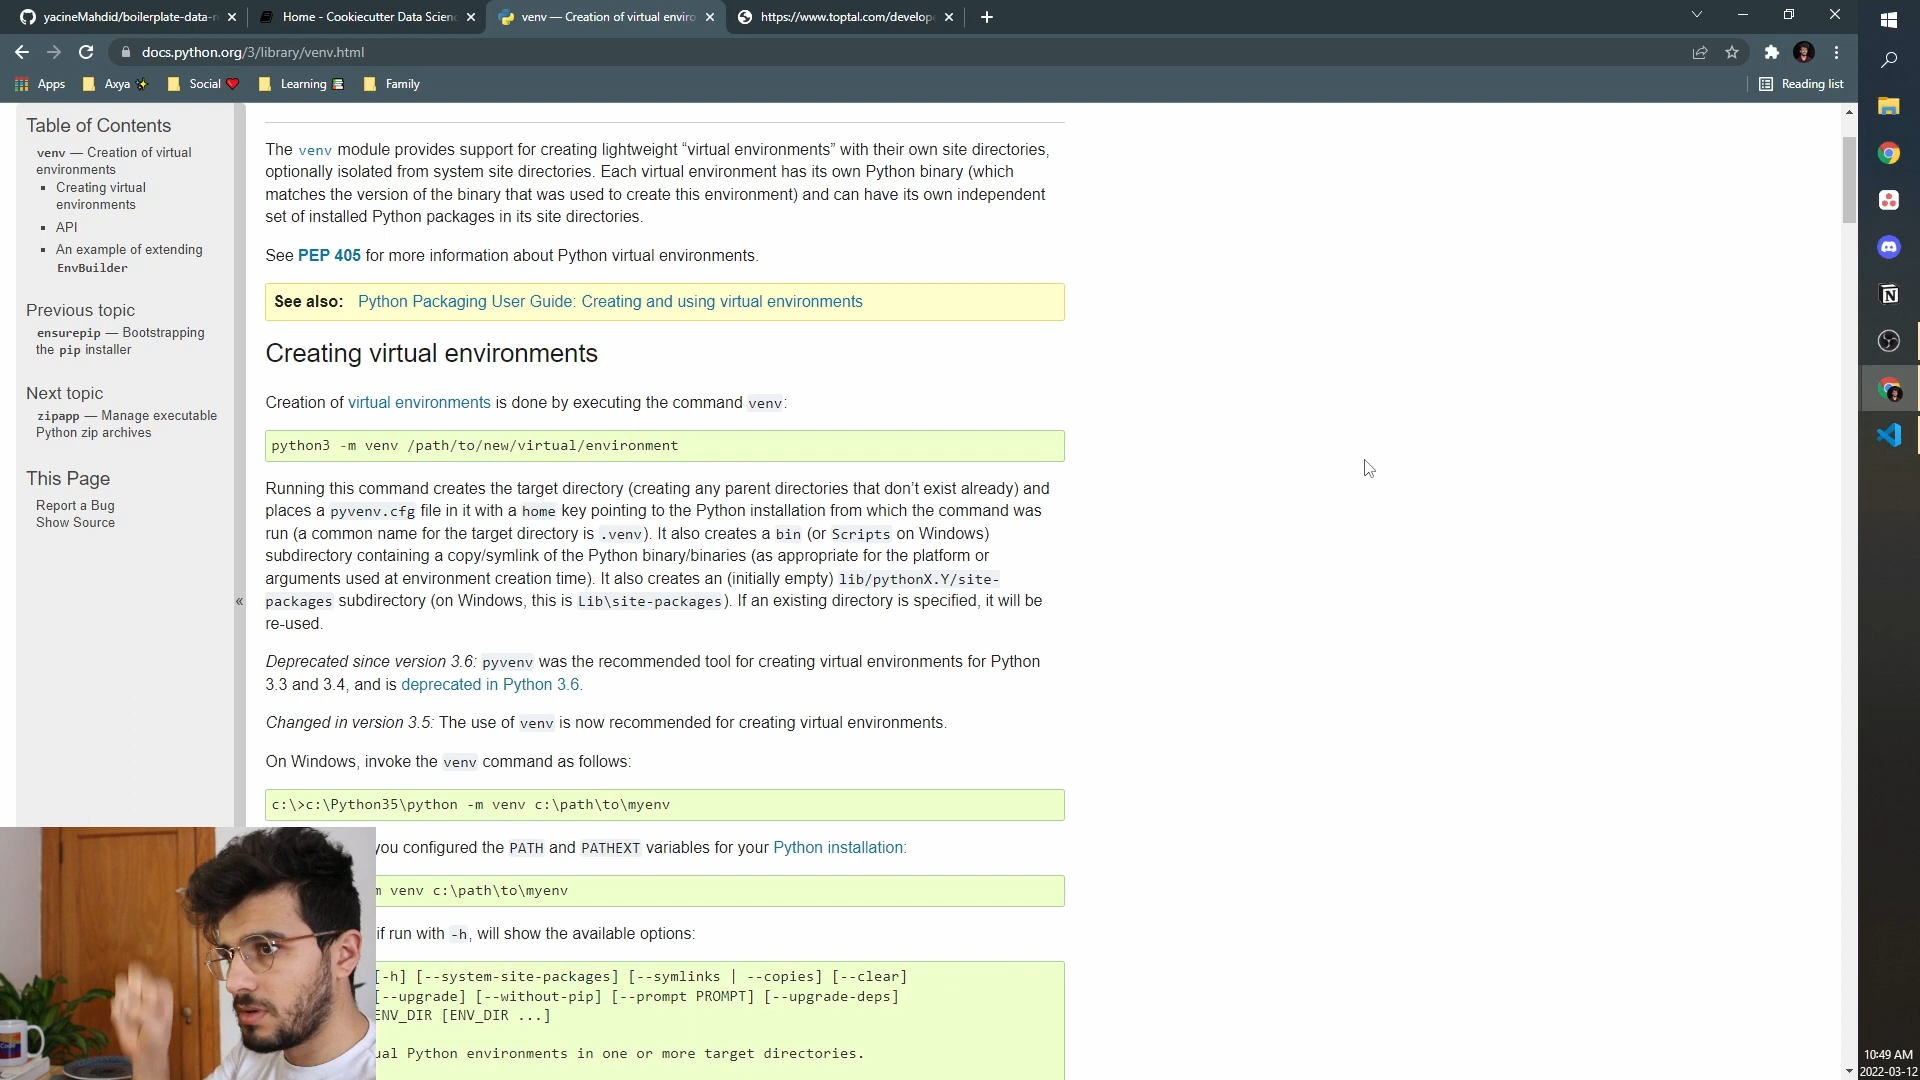 yacineMahdid/boilerplate-data-r
Home - Cookiecutter Data Scienc
venv — Creation of virtual enviro
https://www.toptal.com/develop
docs.python.org/3/library/venv.html
Apps
Axya
Social
Learning
Family
Reading list
Table of Contents
venv — Creation of virtual
environments
Creating virtual
environments
API
An example of extending
EnvBuilder
Previous topic
ensurepip — Bootstrapping
the pip installer
Next topic
zipapp — Manage executable
Python zip archives
This Page
Report a Bug
Show Source
«
The venv module provides support for creating lightweight “virtual environments” with their own site directories,
optionally isolated from system site directories. Each virtual environment has its own Python binary (which
matches the version of the binary that was used to create this environment) and can have its own independent
set of installed Python packages in its site directories.
See PEP 405 for more information about Python virtual environments.
See also: Python Packaging User Guide: Creating and using virtual environments
Creating virtual environments
Creation of virtual environments is done by executing the command venv:
python3 -m venv /path/to/new/virtual/environment
Running this command creates the target directory (creating any parent directories that don’t exist already) and
places a pyvenv.cfg file in it with a home key pointing to the Python installation from which the command was
run (a common name for the target directory is .venv). It also creates a bin (or Scripts on Windows)
subdirectory containing a copy/symlink of the Python binary/binaries (as appropriate for the platform or
arguments used at environment creation time). It also creates an (initially empty) lib/pythonX.Y/site-
packages subdirectory (on Windows, this is Lib\site-packages). If an existing directory is specified, it will be
re-used.
Deprecated since version 3.6: pyvenv was the recommended tool for creating virtual environments for Python
3.3 and 3.4, and is deprecated in Python 3.6.
Changed in version 3.5: The use of venv is now recommended for creating virtual environments.
On Windows, invoke the venv command as follows:
c:\>c:\Python35\python -m venv c:\path\to\myenv
you configured the PATH and PATHEXT variables for your Python installation:
m venv c:\path\to\myenv
if run with -h, will show the available options:
[-h] [--system-site-packages] [--symlinks | --copies] [--clear]
[--upgrade] [--without-pip] [--prompt PROMPT] [--upgrade-deps]
ENV_DIR [ENV_DIR ...]
ual Python environments in one or more target directories.
10:49 AM
2022-03-12